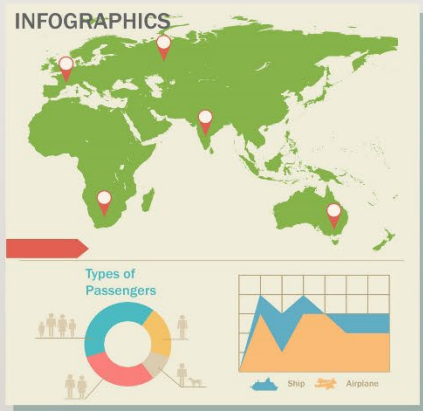 INFOGRAPHICS
Types of
Passengers
Ship
Airplane